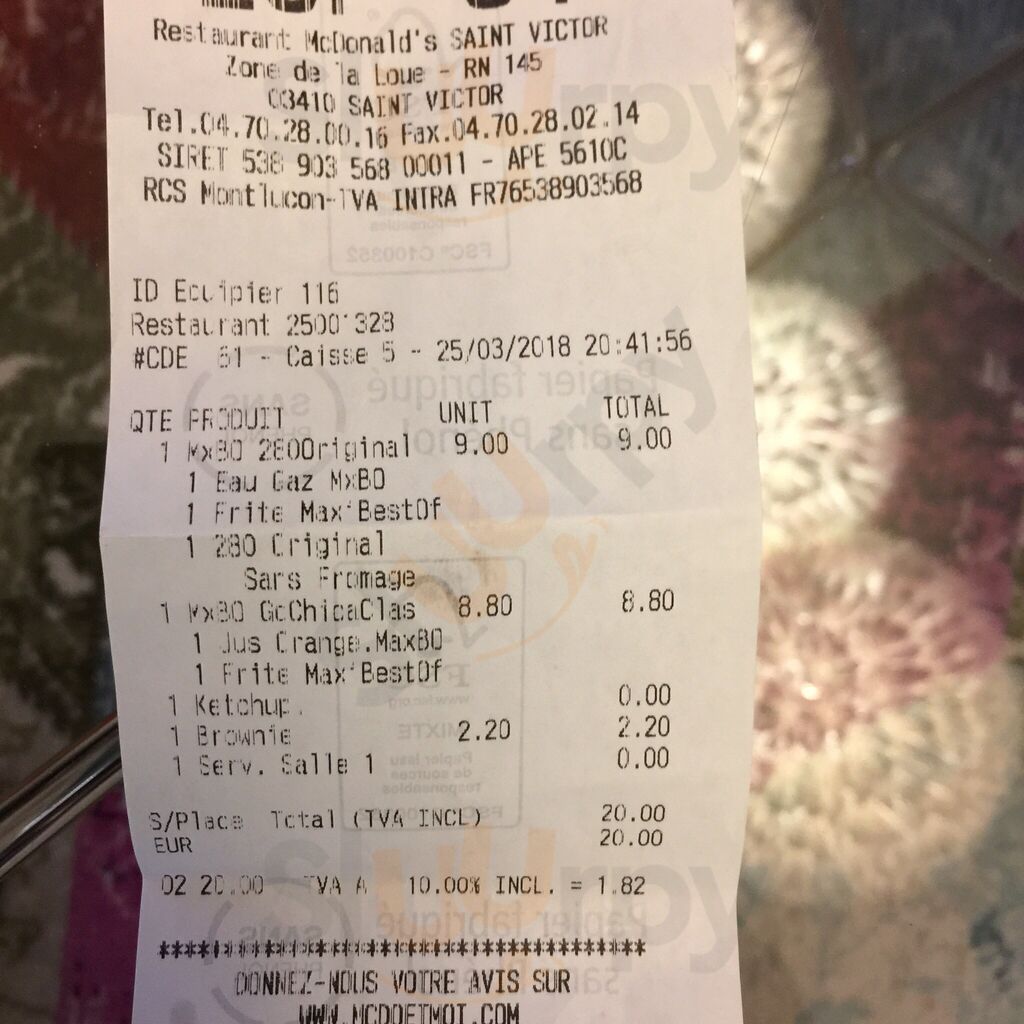 Restaurant McDonald's SAINT VICTOR
Zone de la Loue - RN 145
03410 SAINT VICTOR
Tel.04.70.28.00.16 Fax.04.70.28.02.14
SIRET 538 903 568 00011 - APE 5610C
RCS Montlucon-TVA INTRA FR76538903568
ID Equipier 116
Restaurant 25001328
#CDE 61 - Caisse 5 - 25/03/2018 20:41:56
QTE PRODUIT UNIT TOTAL
1 MxBO 280Original 9.00 9.00
1 Eau Gaz MxBO
1 Frite Max'BestOf
1 280 Original
Sans Fromage
1 MxBO GdChicaClas 8.80 8.80
1 Jus Orange.MaxBO
1 Frite Max'BestOf
1 Ketchup. 0.00
1 Brownie 2.20 2.20
1 Serv. Salle 1 0.00
S/Place Total (TVA INCL) 20.00
EUR 20.00
02 20.00 TVA A 10.00% INCL. = 1.82
****************************************
DONNEZ-NOUS VOTRE AVIS SUR
WWW.MCDOETMOI.COM
Slurrpy